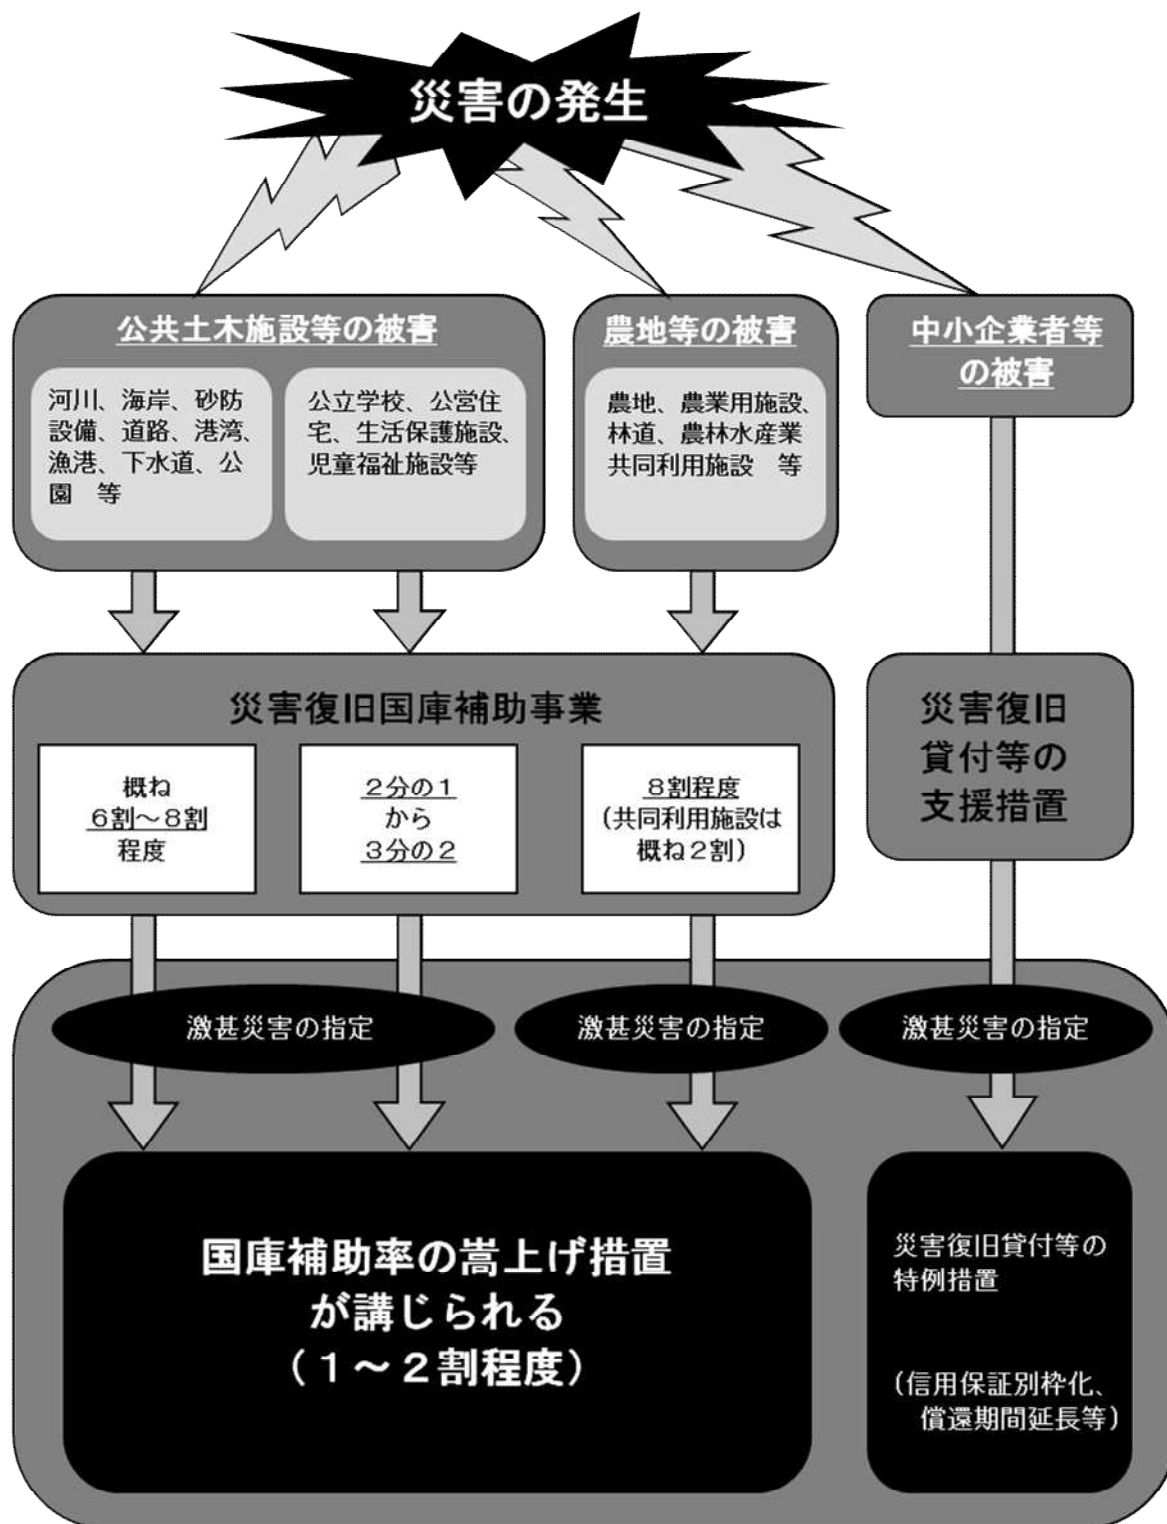 災害の発生
公共土木施設等の被害
河川、海岸、砂防
設備、道路、港湾、
漁港、下水道、公
園　等
公立学校、公営住
宅、生活保護施設、
児童福祉施設等
農地等の被害
農地、農業用施設、
林道、農林水産業
共同利用施設　等
中小企業者等
の被害
災害復旧国庫補助事業
概ね
６割～８割
程度
２分の１
から
３分の２
８割程度
（共同利用施設は
概ね２割）
災害復旧
貸付等の
支援措置
激甚災害の指定
激甚災害の指定
激甚災害の指定
国庫補助率の嵩上げ措置
が講じられる
（１～２割程度）
災害復旧貸付等の
特例措置
（信用保証別枠化、
償還期間延長等）